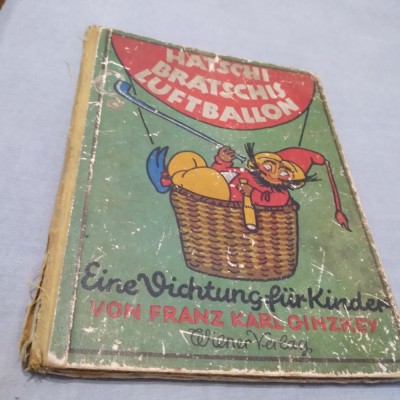 HATSCHI
BRATSCHIS
LUFTBALLON
Eine Dichtung für Kinder
VON FRANZ KARL GINZKEY
Wiener Verlag